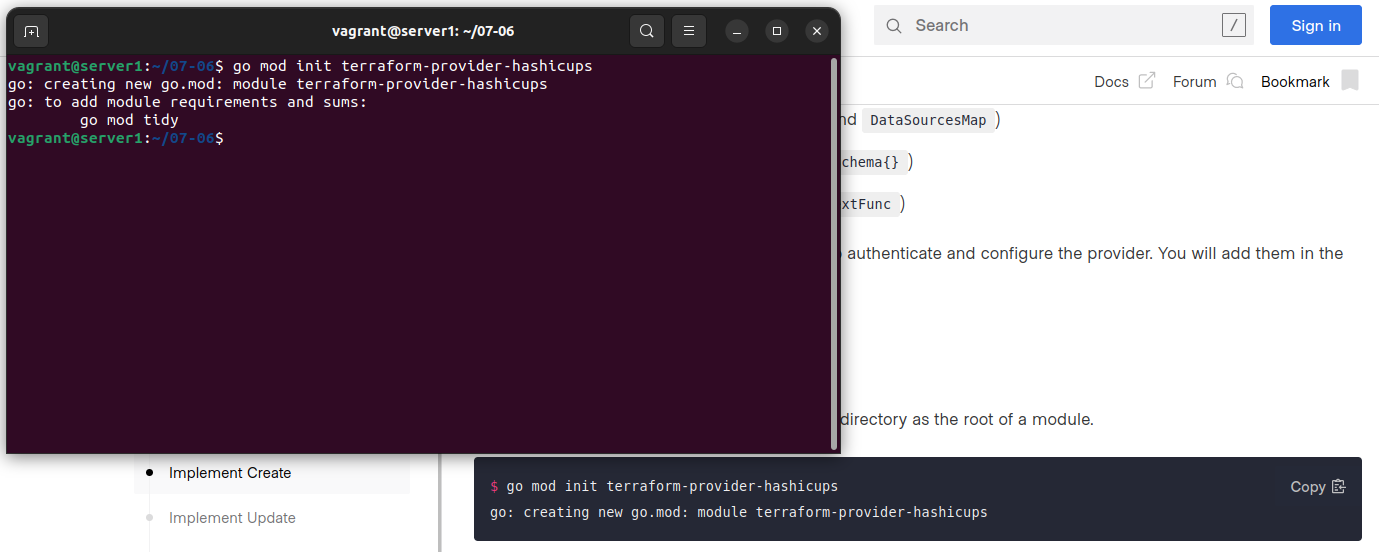 vagrant@server1: ~/07-06
vagrant@server1:~/07-06$ go mod init terraform-provider-hashicups
go: creating new go.mod: module terraform-provider-hashicups
go: to add module requirements and sums:
go mod tidy
vagrant@server1:~/07-06$
Search
/
Sign in
Docs
Forum
Bookmark
nd DataSourcesMap )
chema{} )
xtFunc )
authenticate and configure the provider. You will add them in the
directory as the root of a module.
Implement Create
Implement Update
$ go mod init terraform-provider-hashicups
Copy
go: creating new go.mod: module terraform-provider-hashicups